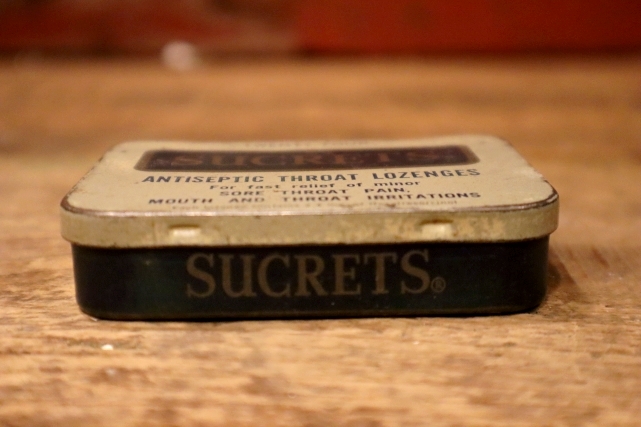 SUCRETS
ANTISEPTIC THROAT LOZENGES
For fast relief of minor
SORE THROAT PAIN,
MOUTH AND THROAT IRRITATIONS
SUCRETS®